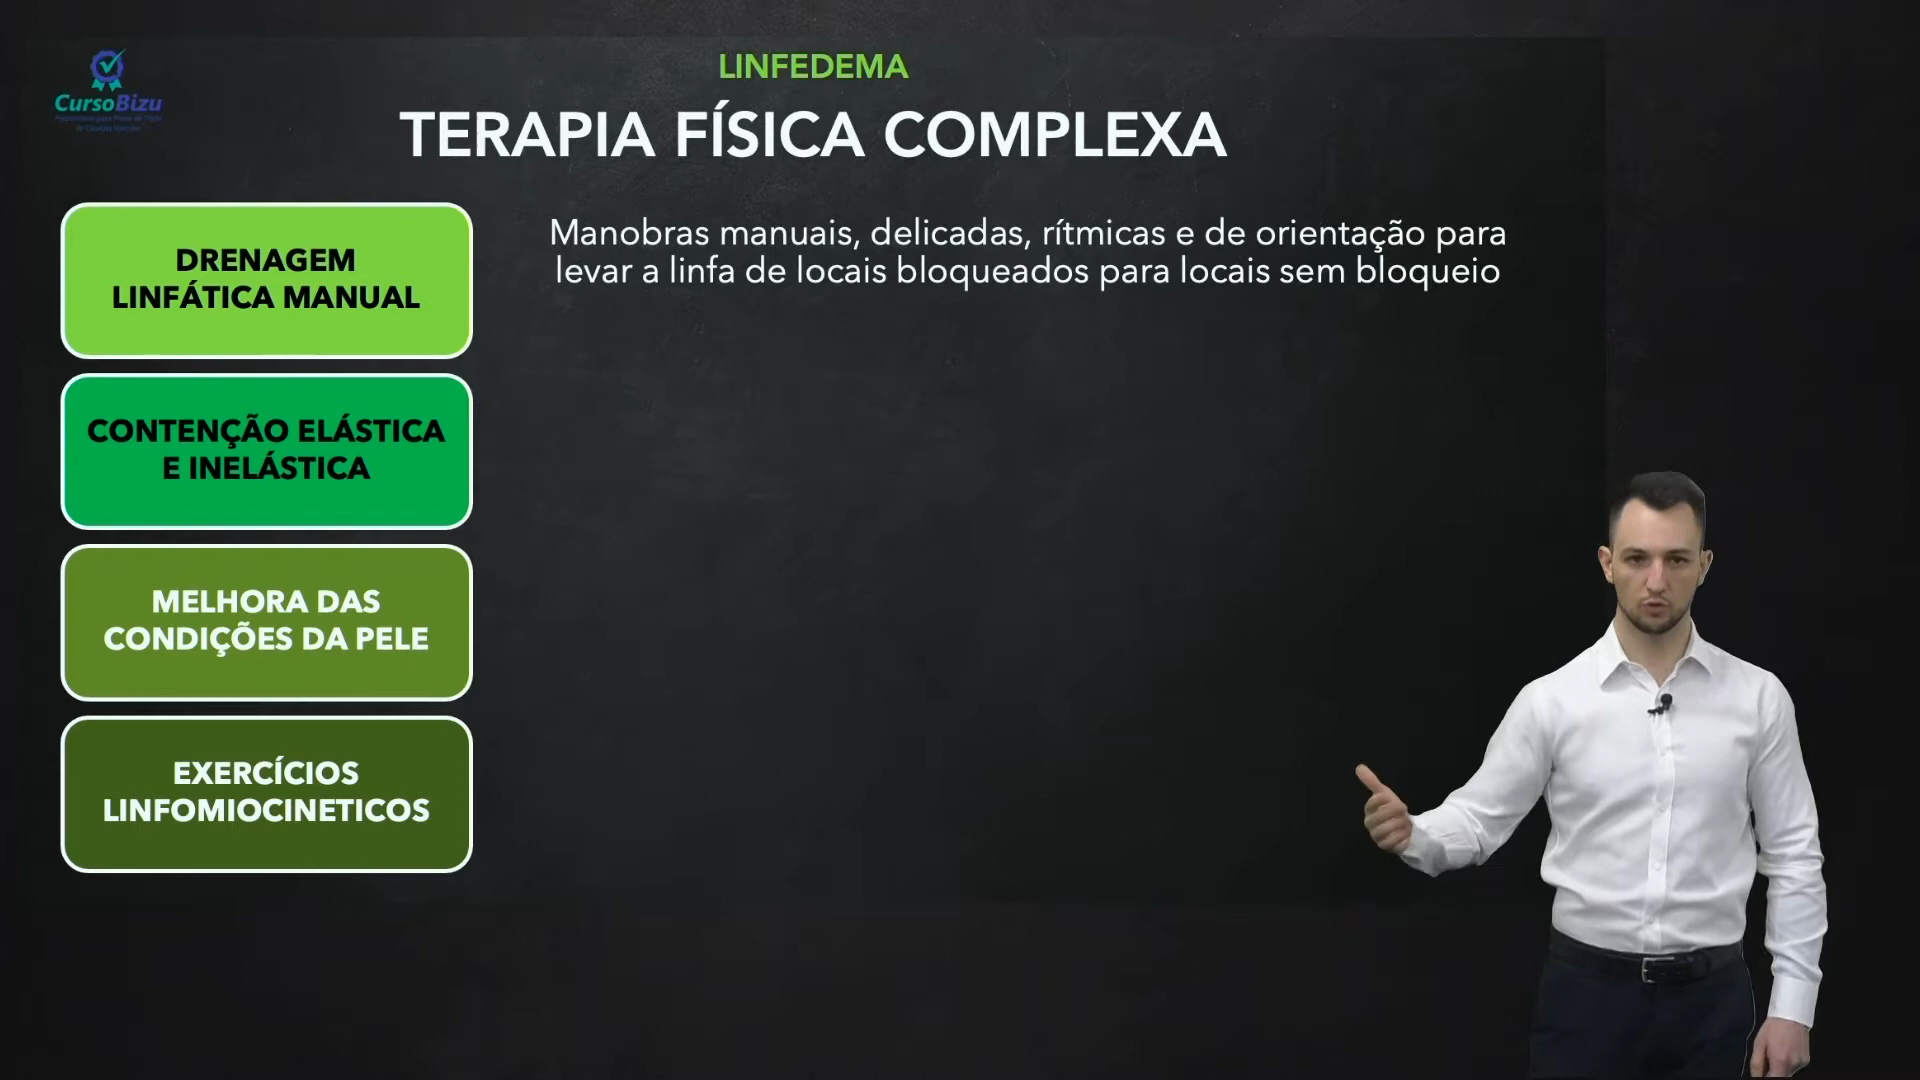 LINFEDEMA
TERAPIA FÍSICA COMPLEXA
CursoBizu
DRENAGEM
LINFÁTICA MANUAL
Manobras manuais, delicadas, rítmicas e de orientação para
levar a linfa de locais bloqueados para locais sem bloqueio
CONTENÇÃO ELÁSTICA
E INELÁSTICA
MELHORA DAS
CONDIÇÕES DA PELE
EXERCÍCIOS
LINFOMIOCINETICOS